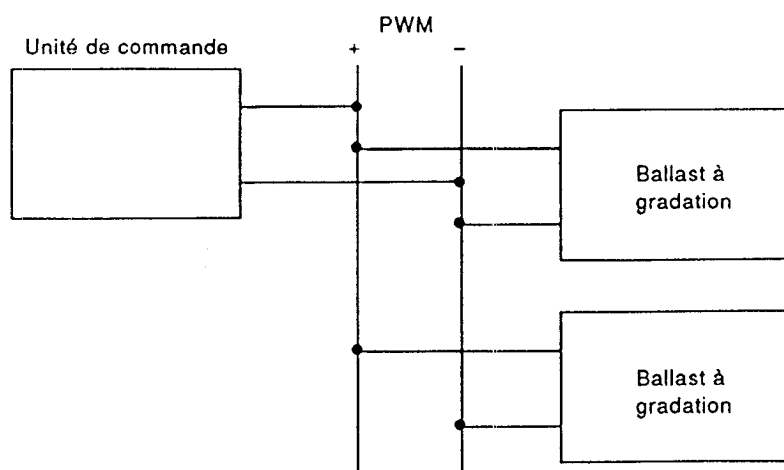 PWM
Unité de commande
+ −
Ballast à
gradation
Ballast à
gradation